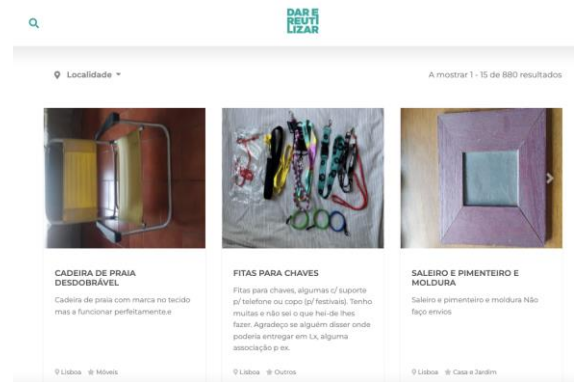 DAR E
REUTI
LIZAR
Localidade
A mostrar 1 - 15 de 880 resultados
CADEIRA DE PRAIA
DESDOBRÁVEL
Cadeira de praia com marca no tecido
mas a funcionar perfeitamente.e
Lisboa Móveis
FITAS PARA CHAVES
Fitas para chaves, algumas c/ suporte
p/ telefone ou copo (p/ festivais). Tenho
muitas e não sei o que hei-de lhes
fazer. Agradeço se alguém disser onde
poderia entregar em Lx, alguma
associação p ex.
Lisboa Outros
SALEIRO E PIMENTEIRO E
MOLDURA
Saleiro e pimenteiro e moldura Não
faço envios
Lisboa Casa e Jardim